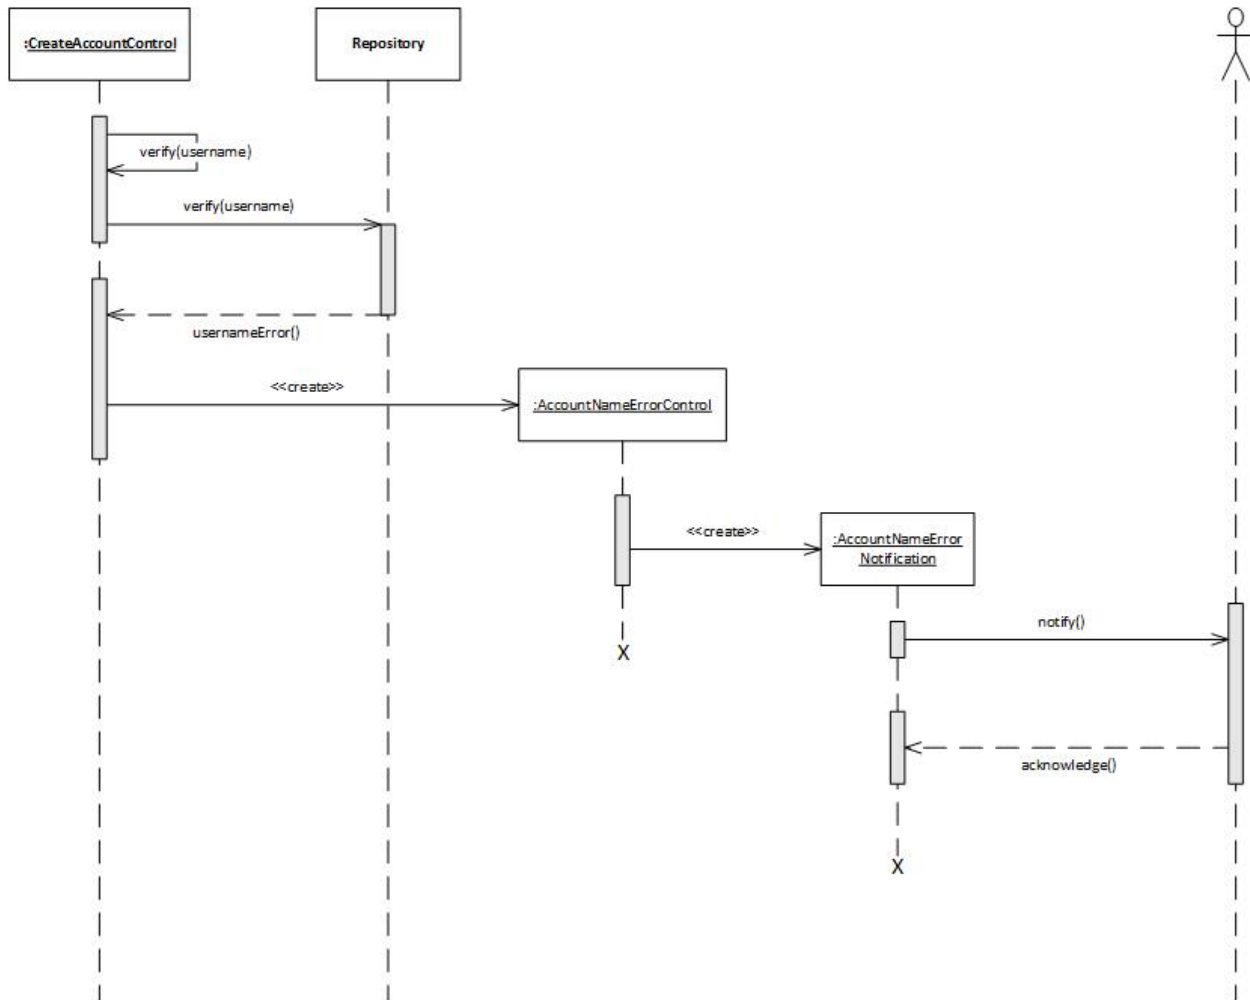 :CreateAccountControl
Repository
verify(username)
verify(username)
usernameError()
<<create>>
:AccountNameErrorControl
<<create>>
:AccountNameError
Notification
notify()
X
acknowledge()
X